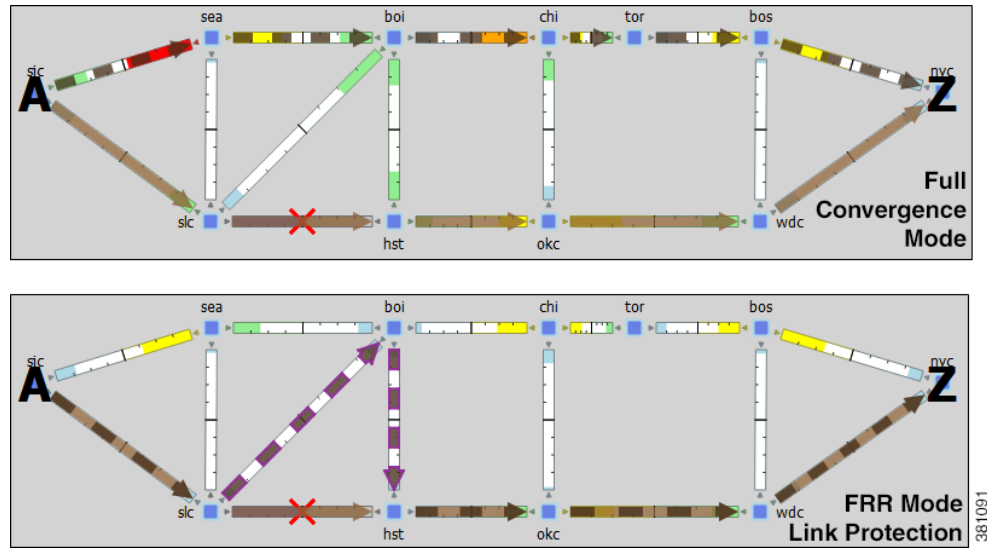 sea boi chi tor bos
sjc nyc
A Z
slc hst okc wdc
Full
Convergence
Mode
sea boi chi tor bos
sjc nyc
A Z
slc hst okc wdc
FRR Mode
Link Protection
381091